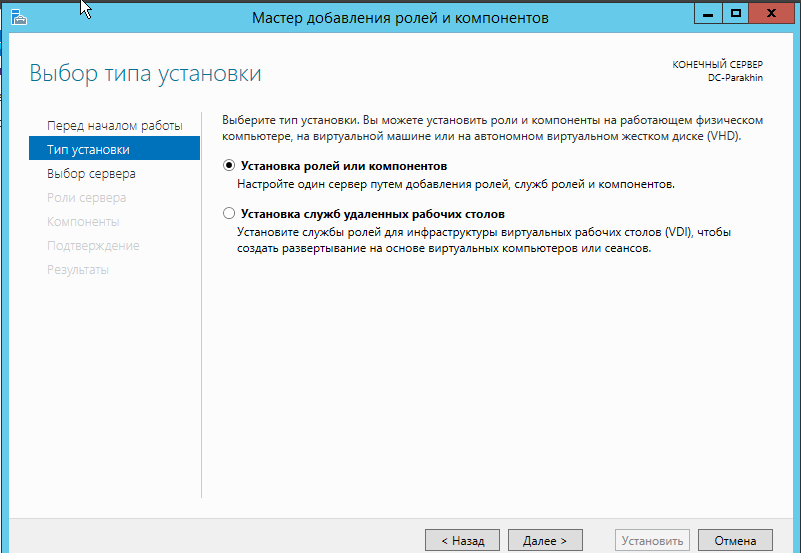 Мастер добавления ролей и компонентов
Выбор типа установки
КОНЕЧНЫЙ СЕРВЕР
DC-Parakhin
Перед началом работы
Тип установки
Выбор сервера
Роли сервера
Компоненты
Подтверждение
Результаты
Выберите тип установки. Вы можете установить роли и компоненты на работающем физическом
компьютере, на виртуальной машине или на автономном виртуальном жестком диске (VHD).
Установка ролей или компонентов
Настройте один сервер путем добавления ролей, служб ролей и компонентов.
Установка служб удаленных рабочих столов
Установите службы ролей для инфраструктуры виртуальных рабочих столов (VDI), чтобы
создать развертывание на основе виртуальных компьютеров или сеансов.
< Назад
Далее >
Установить
Отмена